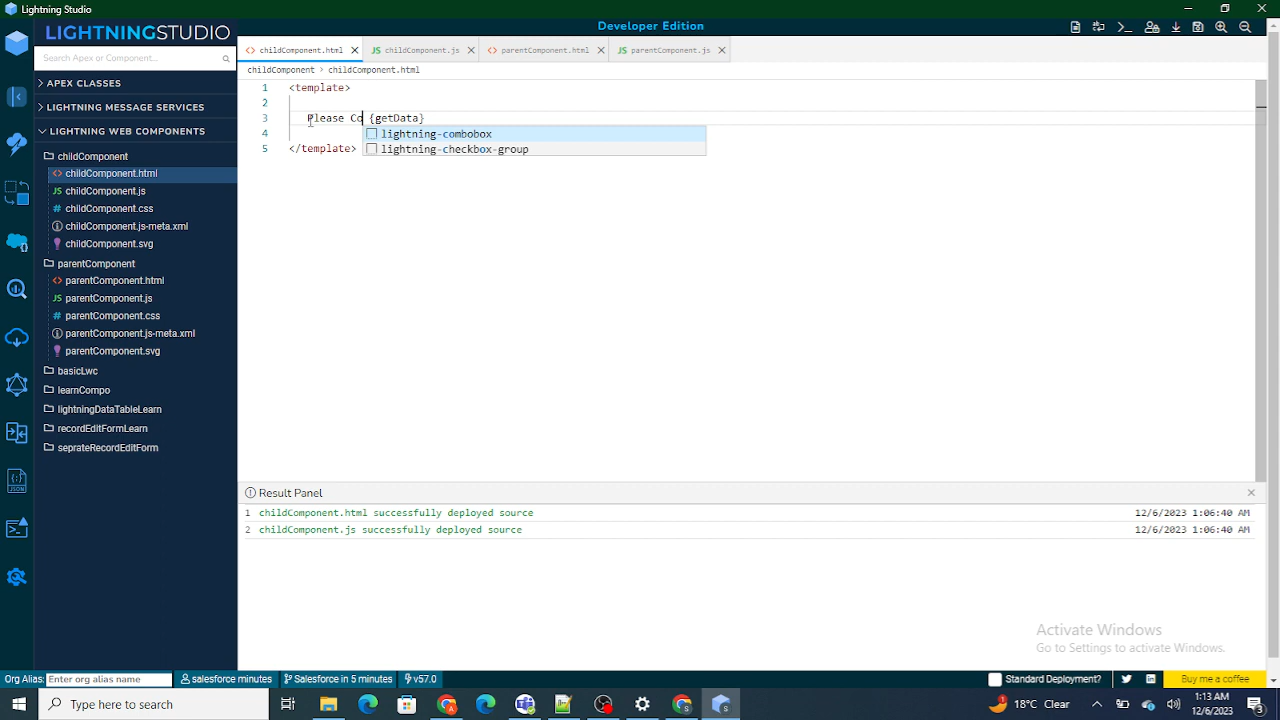 Lightning Studio
LIGHTNINGSTUDIO
Developer Edition
Search Apex or Component...
APEX CLASSES
LIGHTNING MESSAGE SERVICES
LIGHTNING WEB COMPONENTS
childComponent
childComponent.html
JS childComponent.js
# childComponent.css
childComponent.js-meta.xml
childComponent.svg
parentComponent
parentComponent.html
JS parentComponent.js
# parentComponent.css
parentComponent.js-meta.xml
parentComponent.svg
basicLwc
learnCompo
lightningDataTableLearn
recordEditFormLearn
seprateRecordEditForm
childComponent.html JS childComponent.js parentComponent.html JS parentComponent.js
childComponent > childComponent.html
1 <template>
2
3 Please Co {getData}
4
5 </template>
lightning-combobox
lightning-checkbox-group
Result Panel
1 childComponent.html successfully deployed source 12/6/2023 1:06:40 AM
2 childComponent.js successfully deployed source 12/6/2023 1:06:40 AM
Activate Windows
Go to Settings to activate Windows.
JSON
Org Alias: Enter org alias name salesforce minutes Salesforce in 5 minutes v57.0 Standard Deployment? Buy me a coffee
Type here to search
18°C Clear
1:13 AM
12/6/2023
3